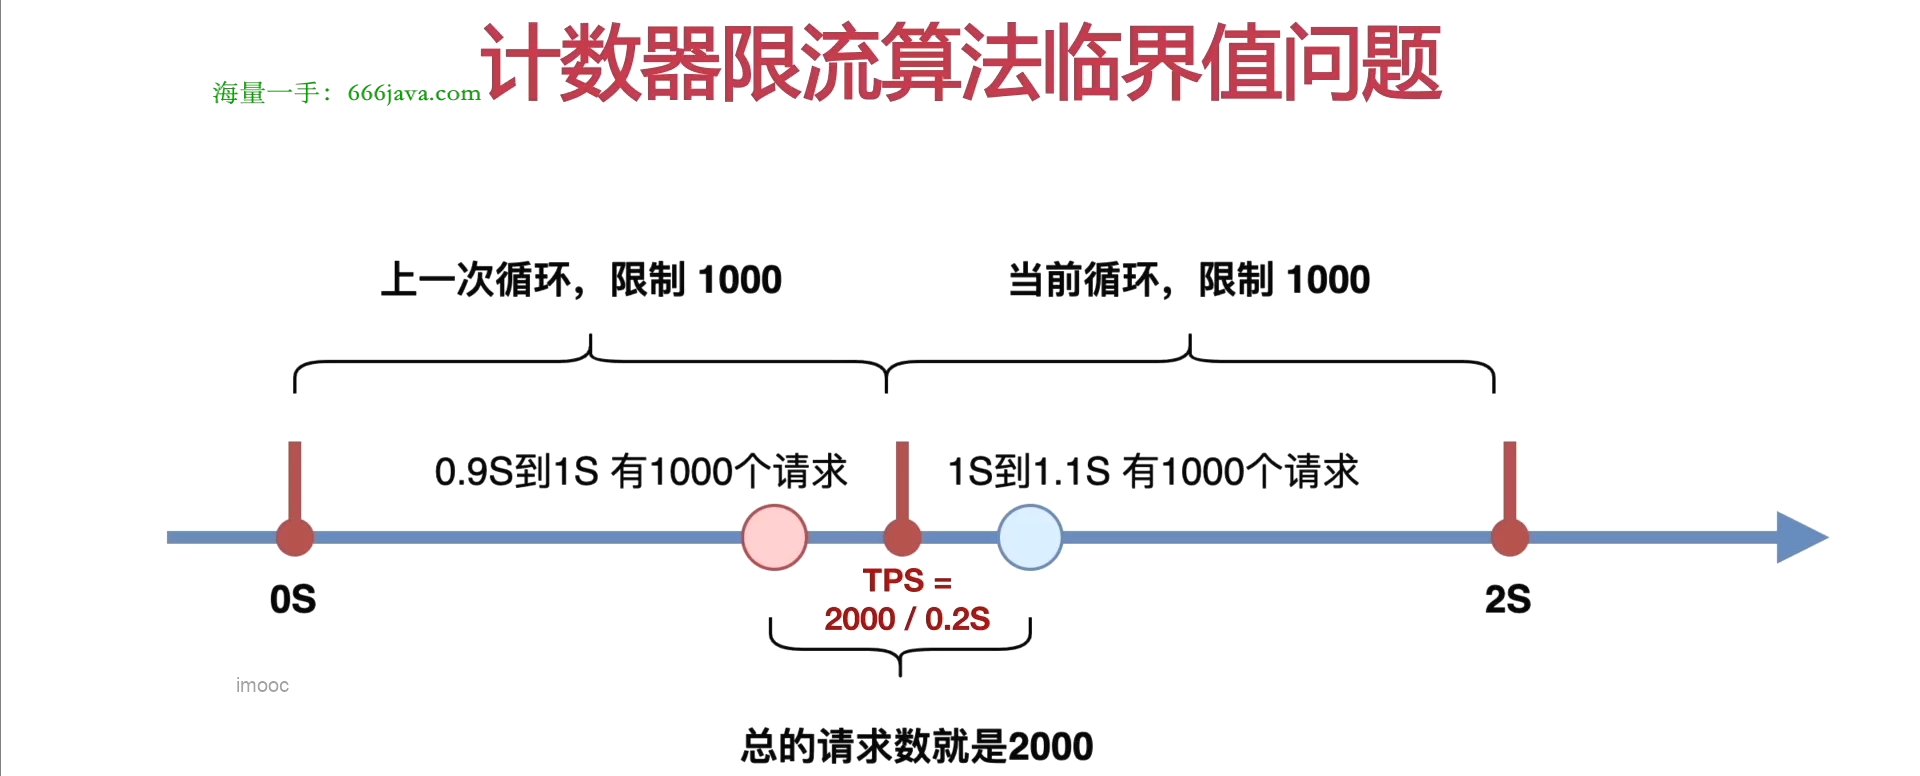 计数器限流算法临界值问题
海量一手：666java.com
上一次循环，限制 1000
当前循环，限制 1000
0.9S到1S 有1000个请求
1S到1.1S 有1000个请求
TPS =
2000 / 0.2S
0S
2S
imooc
总的请求数就是2000